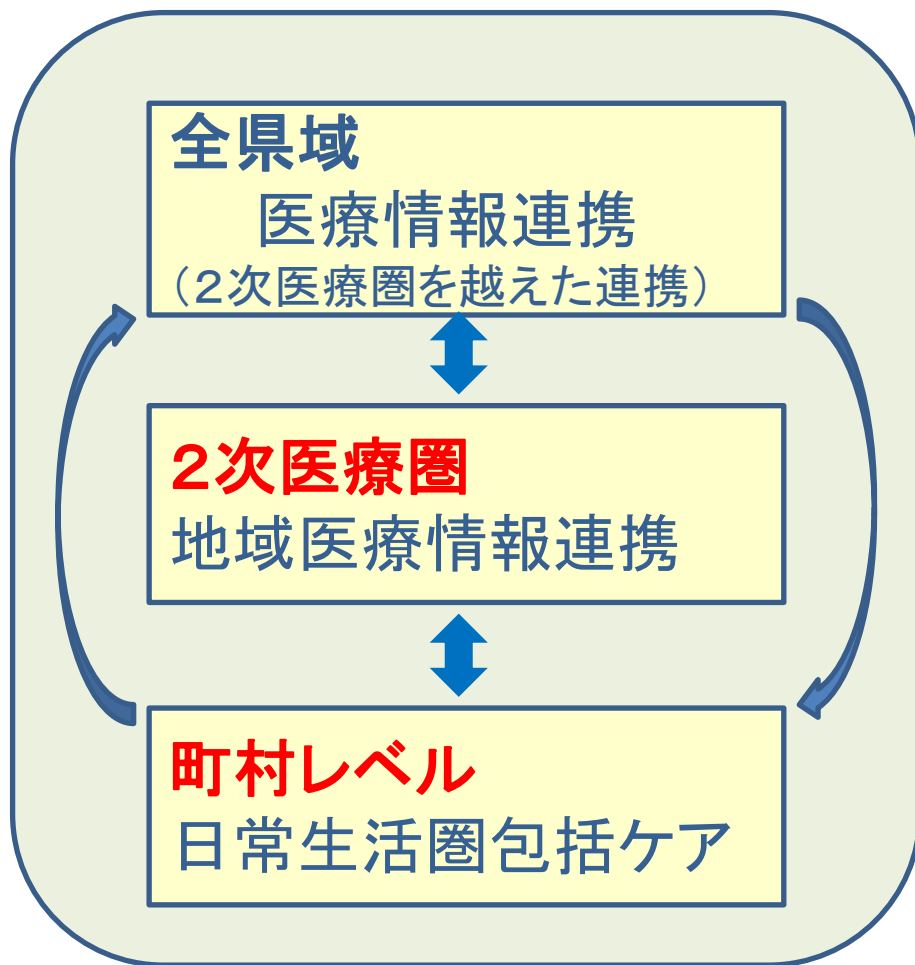 全県域
医療情報連携
（２次医療圏を越えた連携）
２次医療圏
地域医療情報連携
町村レベル
日常生活圏包括ケア